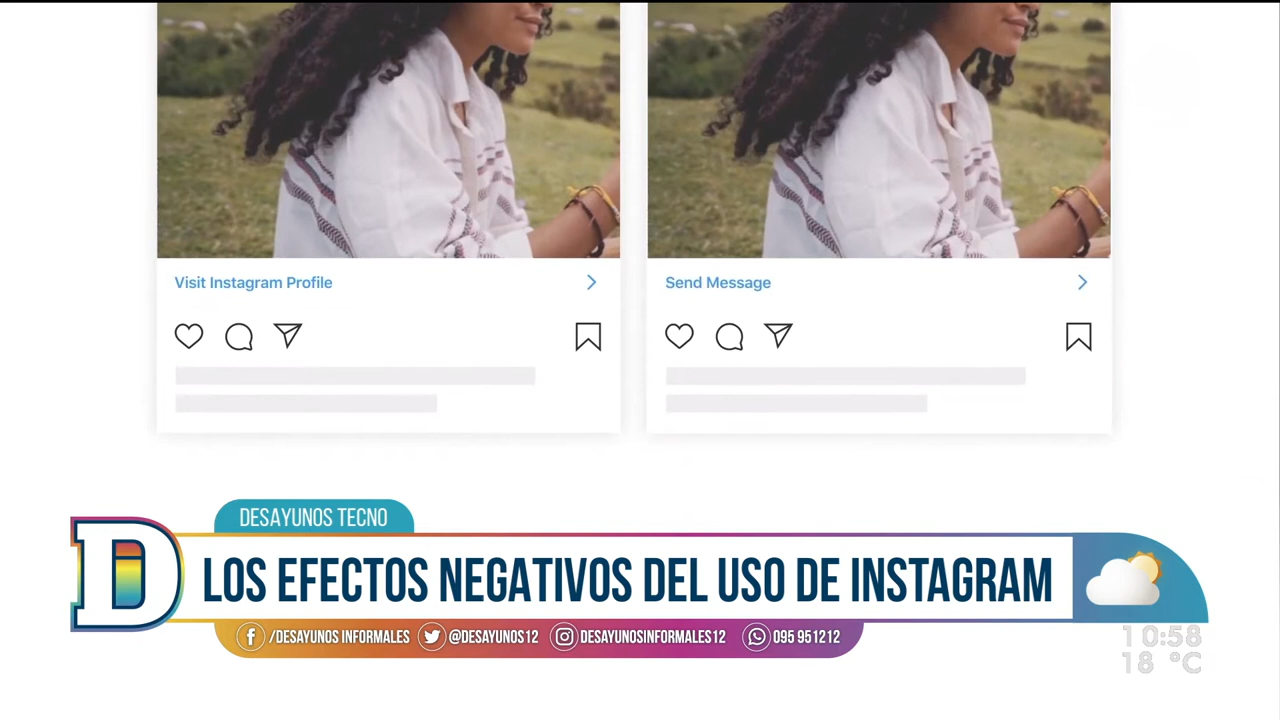 Visit Instagram Profile
Send Message
DESAYUNOS TECNO
D LOS EFECTOS NEGATIVOS DEL USO DE INSTAGRAM
/DESAYUNOS INFORMALES @DESAYUNOS12 DESAYUNOSINFORMALES12 095 951212
10:58
18 °C